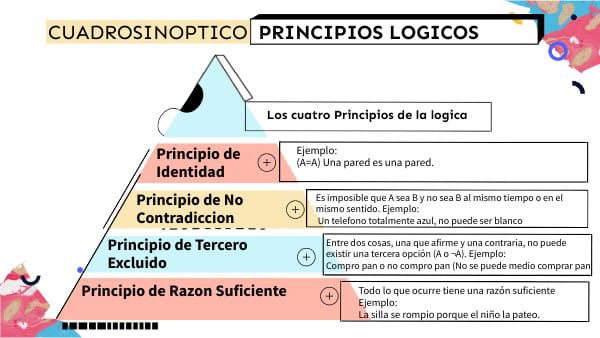 CUADROSINOPTICO PRINCIPIOS LOGICOS
Los cuatro Principios de la logica
Principio de
Identidad
Ejemplo:
(A=A) Una pared es una pared.
Principio de No
Contradiccion
Es imposible que A sea B y no sea B al mismo tiempo o en el
mismo sentido. Ejemplo:
Un telefono totalmente azul, no puede ser blanco
Principio de Tercero
Excluido
Entre dos cosas, una que afirme y una contraria, no puede
existir una tercera opción (A o ¬A). Ejemplo:
Compro pan o no compro pan (No se puede medio comprar pan
Principio de Razon Suficiente
Todo lo que ocurre tiene una razón suficiente
Ejemplo:
La silla se rompio porque el niño la pateo.